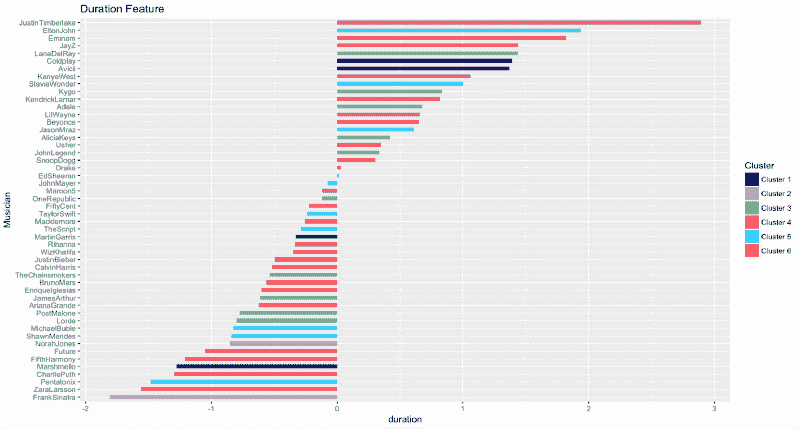 Duration Feature
JustinTimberlake
EltonJohn
Eminem
JayZ
LanaDelRay
Coldplay
Avicii
KanyeWest
StevieWonder
Kygo
KendrickLamar
Adele
LilWayne
Beyonce
JasonMraz
AliciaKeys
Usher
JohnLegend
SnoopDogg
Drake
EdSheeran
JohnMayer
Maroon5
OneRepublic
FiftyCent
TaylorSwift
Macklemore
TheScript
MartinGarrix
Rihanna
WizKhalifa
JustinBieber
CalvinHarris
TheChainsmokers
BrunoMars
EnriqueIglesias
JamesArthur
ArianaGrande
PostMalone
Lorde
MichaelBuble
ShawnMendes
NorahJones
Future
FifthHarmony
Marshmello
CharliePuth
Pentatonix
ZaraLarsson
FrankSinatra
Musician
-2 -1 0 1 2 3
duration
Cluster
Cluster 1
Cluster 2
Cluster 3
Cluster 4
Cluster 5
Cluster 6